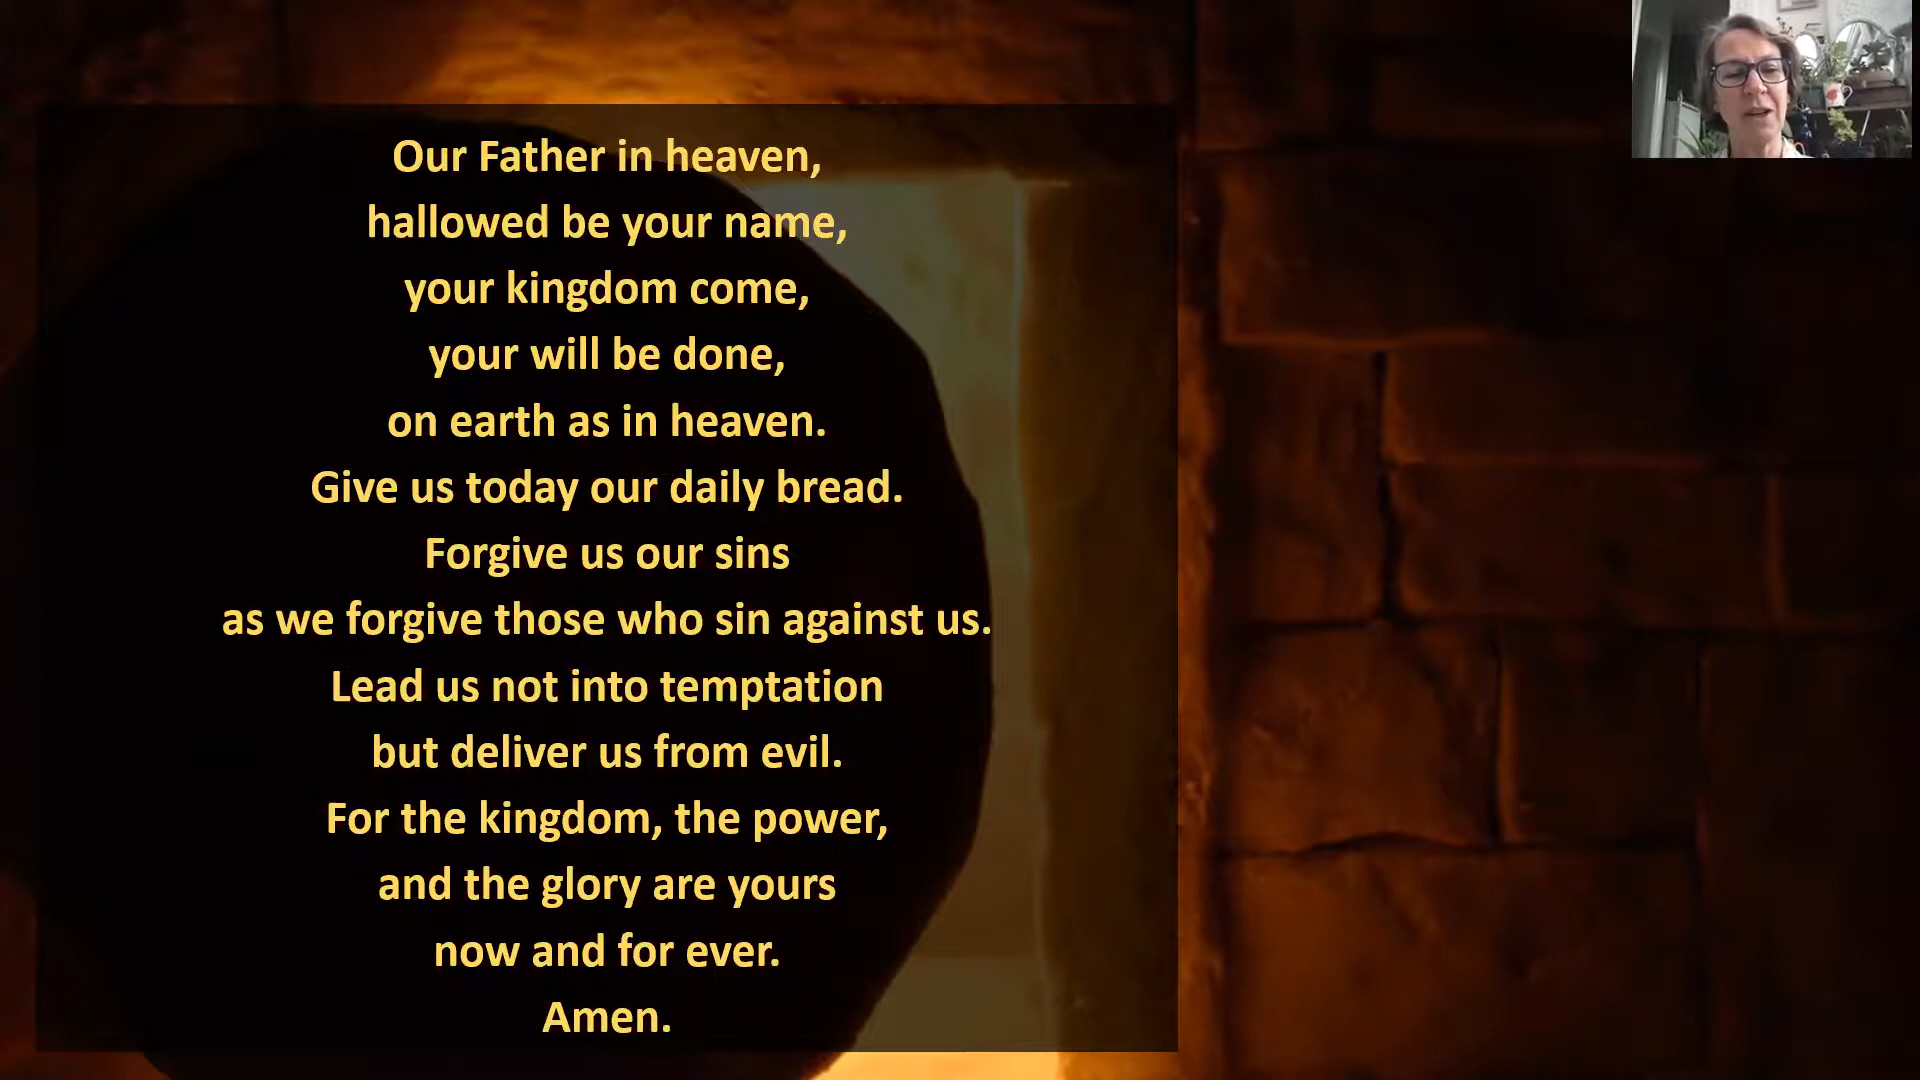 Our Father in heaven,
hallowed be your name,
your kingdom come,
your will be done,
on earth as in heaven.
Give us today our daily bread.
Forgive us our sins
as we forgive those who sin against us.
Lead us not into temptation
but deliver us from evil.
For the kingdom, the power,
and the glory are yours
now and for ever.
Amen.